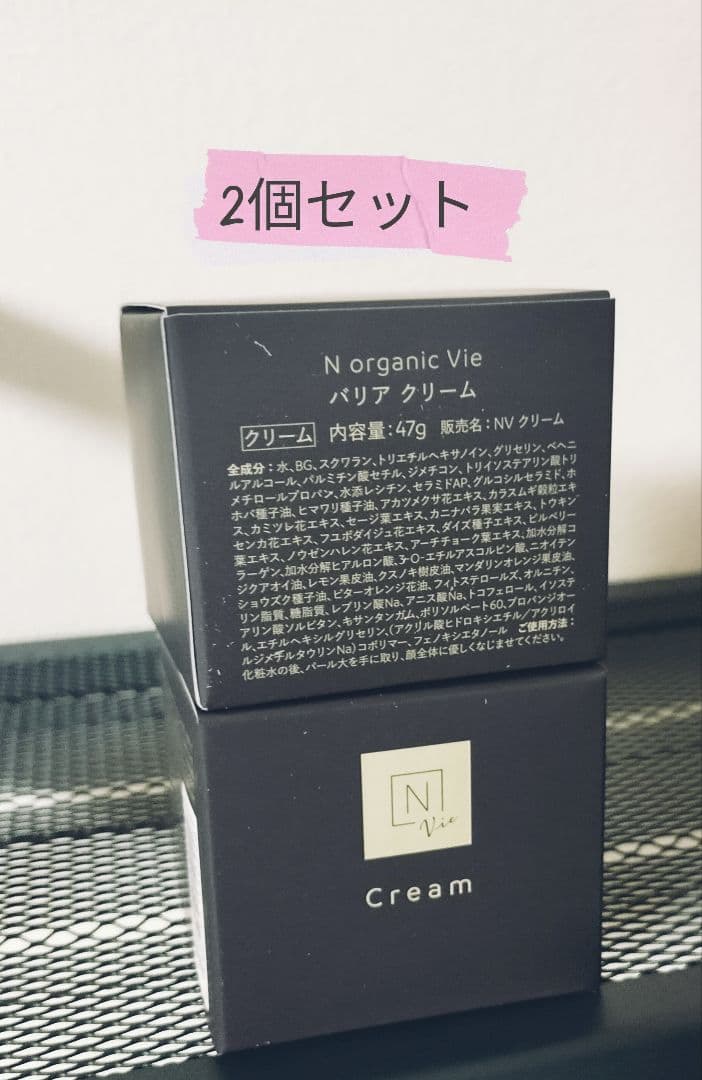 2個セット
N organic Vie
バリア クリーム
クリーム 内容量:47g 販売名:NV クリーム
全成分:水、BG、スクワラン、トリエチルヘキサノイン、グリセリン、ベヘニ
ルアルコール、パルミチン酸セチル、ジメチコン、トリイソステアリン酸トリ
メチロールプロパン、水添レシチン、セラミドAP、グルコシルセラミド、ホ
ホバ種子油、ヒマワリ種子油、アカツメクサ花エキス、カラスムギ穀粒エキ
ス、カミツレ花エキス、セージ葉エキス、カニナバラ果実エキス、トウキン
センカ花エキス、フユボダイジュ花エキス、ダイズ種子エキス、ビルベリー
葉エキス、ノウゼンハレン花エキス、アーチチョーク葉エキス、加水分解コ
ラーゲン、加水分解ヒアルロン酸、3-O-エチルアスコルビン酸、ニオイテン
ジクアオイ油、レモン果皮油、クスノキ樹皮油、マンダリンオレンジ果皮油、
ショウズク種子油、ビターオレンジ花油、フィトステロールズ、オルニチン、
リン脂質、糖脂質、レブリン酸Na、アニス酸Na、トコフェロール、イソステ
アリン酸ソルビタン、キサンタンガム、ポリソルベート60、プロパンジオー
ル、エチルヘキシルグリセリン、(アクリル酸ヒドロキシエチル/アクリロイ
ルジメチルタウリンNa)コポリマー、フェノキシエタノール ご使用方法:
化粧水の後、パール大を手に取り、顔全体に優しくなじませてください。
N
Vie
Cream